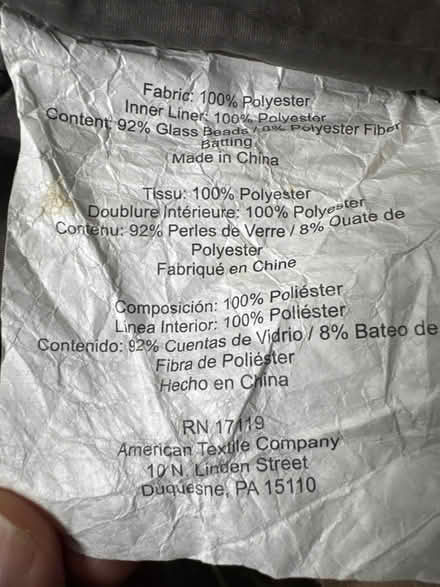 Fabric: 100% Polyester
Inner Liner: 100% Polyester
Content: 92% Glass Beads / 8% Polyester Fiber
Batting
Made in China
Tissu: 100% Polyester
Doublure Intérieure: 100% Polyester
Contenu: 92% Perles de Verre / 8% Ouate de
Polyester
Fabriqué en Chine
Composición: 100% Poliéster
Linea Interior: 100% Poliéster
Contenido: 92% Cuentas de Vidrio / 8% Bateo de
Fibra de Poliéster
Hecho en China
RN 17119
American Textile Company
10 N. Linden Street
Duquesne, PA 15110